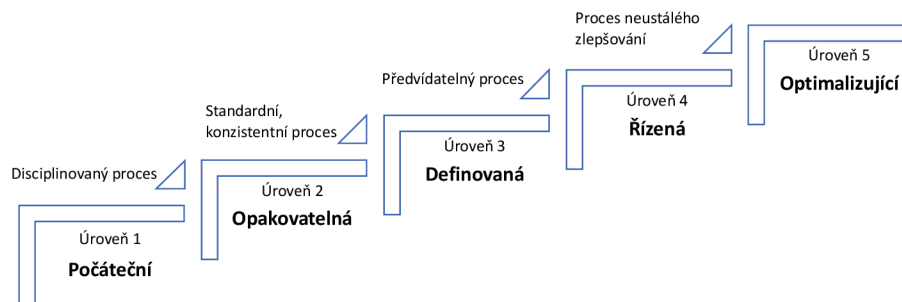 Proces neustálého
zlepšování
Úroveň 5
Optimalizující
Předvídatelný proces
Úroveň 4
Řízená
Standardní,
konzistentní proces
Úroveň 3
Definovaná
Disciplinovaný proces
Úroveň 2
Opakovatelná
Úroveň 1
Počáteční